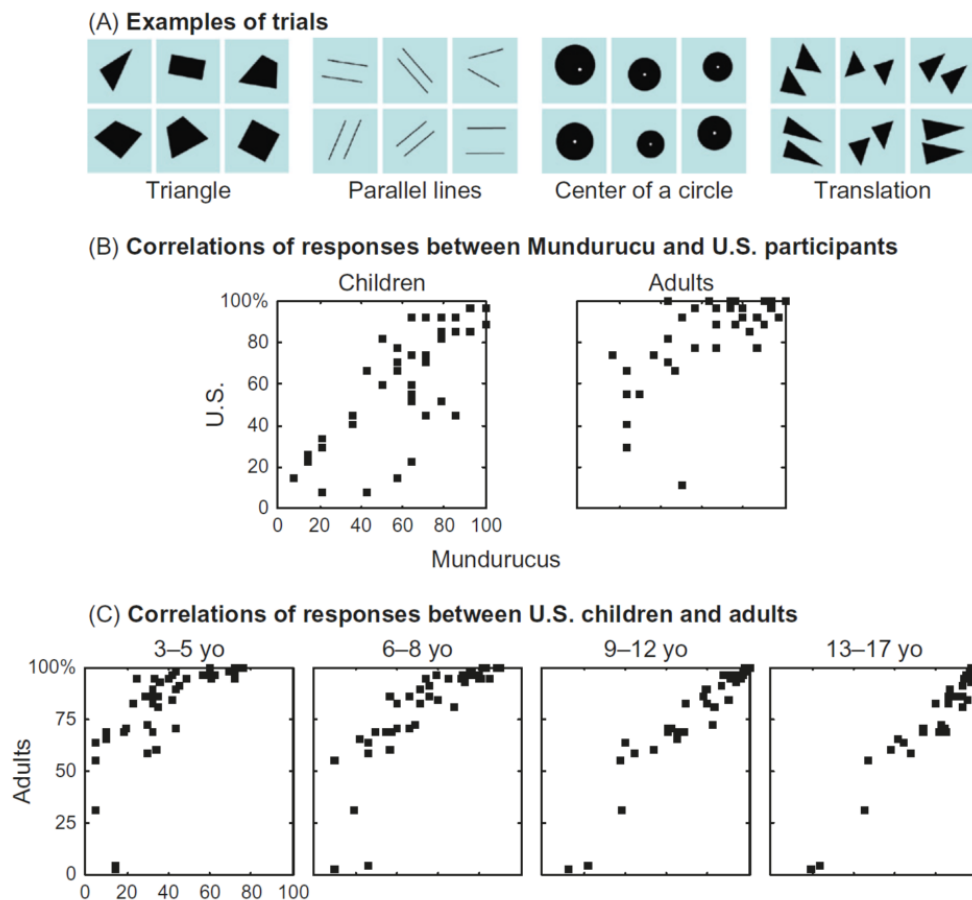 (A) Examples of trials
Triangle Parallel lines Center of a circle Translation
(B) Correlations of responses between Mundurucu and U.S. participants
Children Adults
100%
80
60
40
20
0
U.S.
0 20 40 60 80 100
Mundurucus
(C) Correlations of responses between U.S. children and adults
3–5 yo 6–8 yo 9–12 yo 13–17 yo
100%
75
50
25
0
Adults
0 20 40 60 80 100